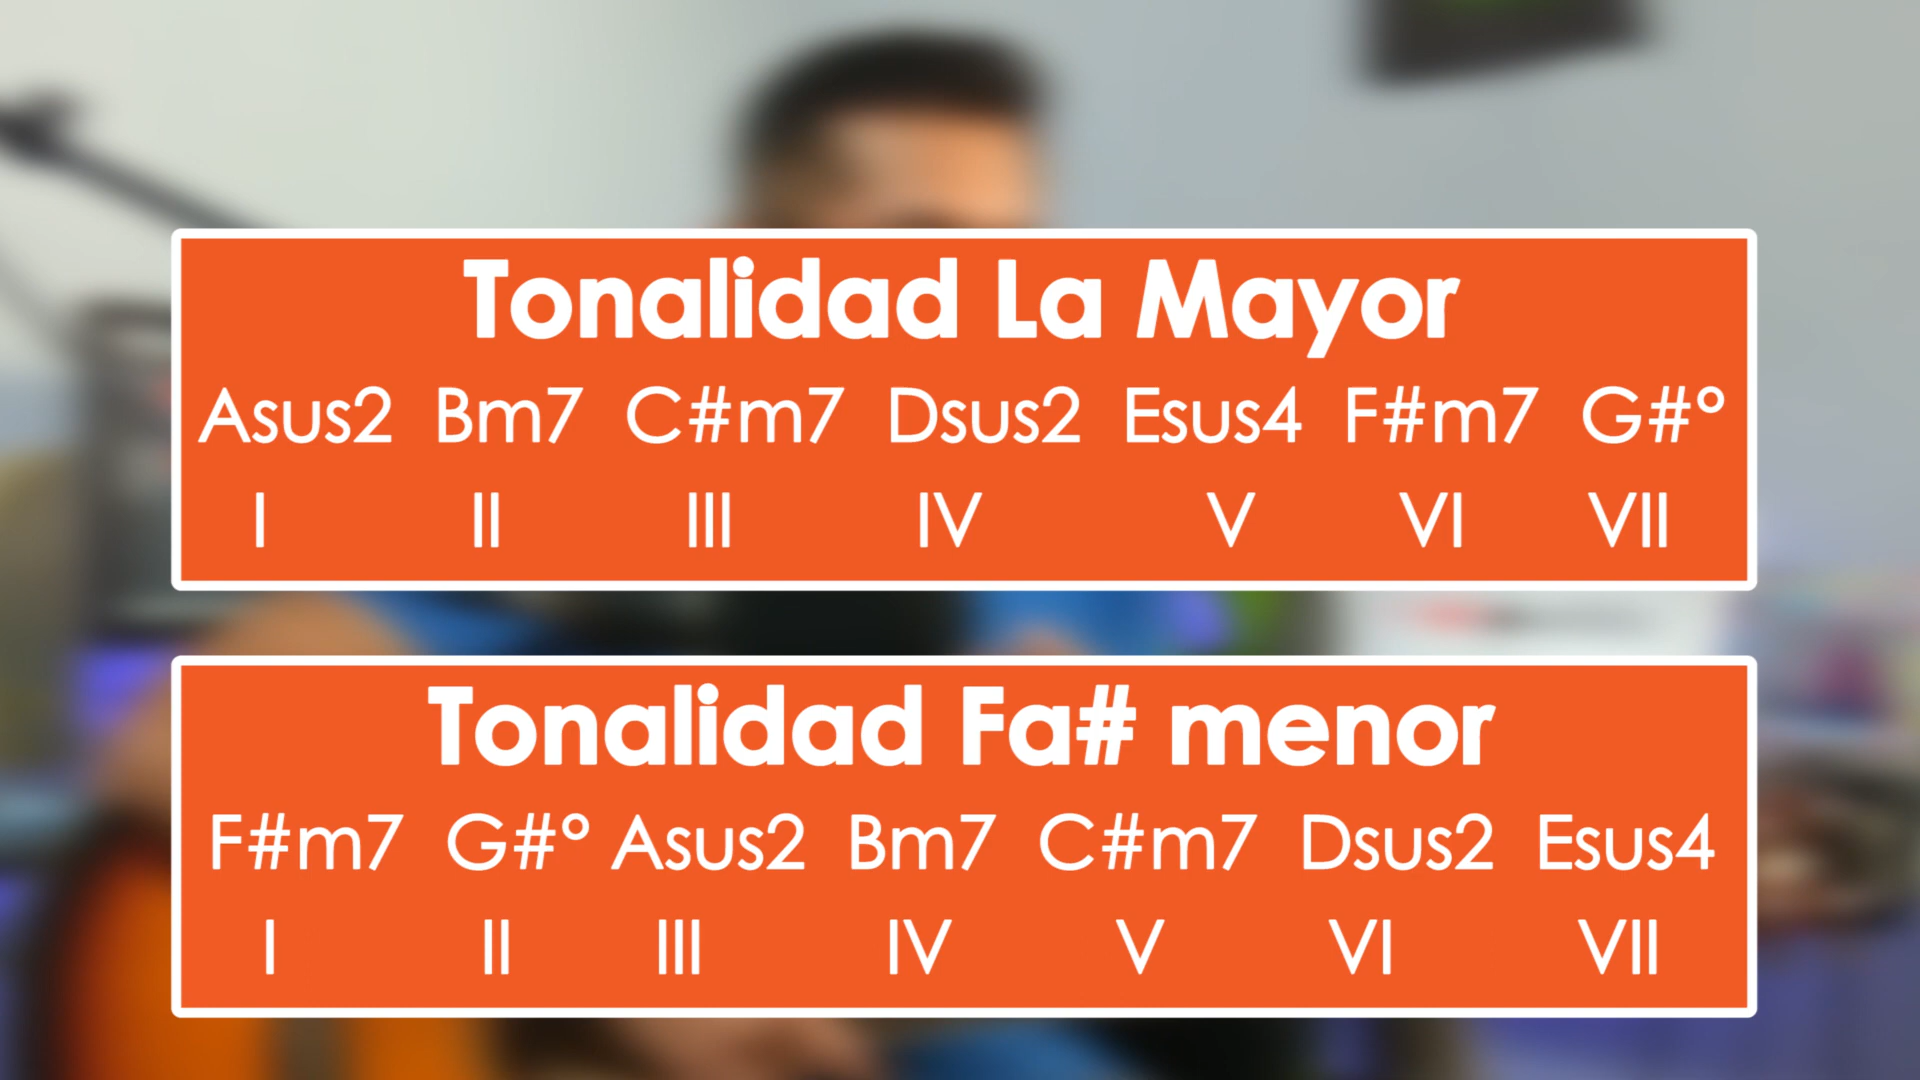 Tonalidad La Mayor
Asus2 Bm7 C#m7 Dsus2 Esus4 F#m7 G#°
I II III IV V VI VII
Tonalidad Fa# menor
F#m7 G#° Asus2 Bm7 C#m7 Dsus2 Esus4
I II III IV V VI VII